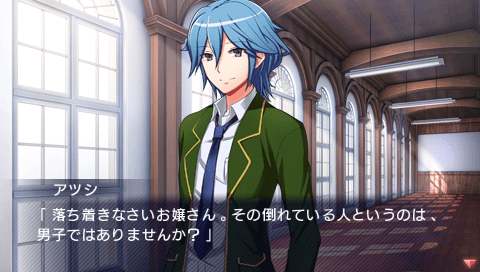 アツシ
「落ち着きなさいお嬢さん。その倒れている人というのは、
男子ではありませんか？」